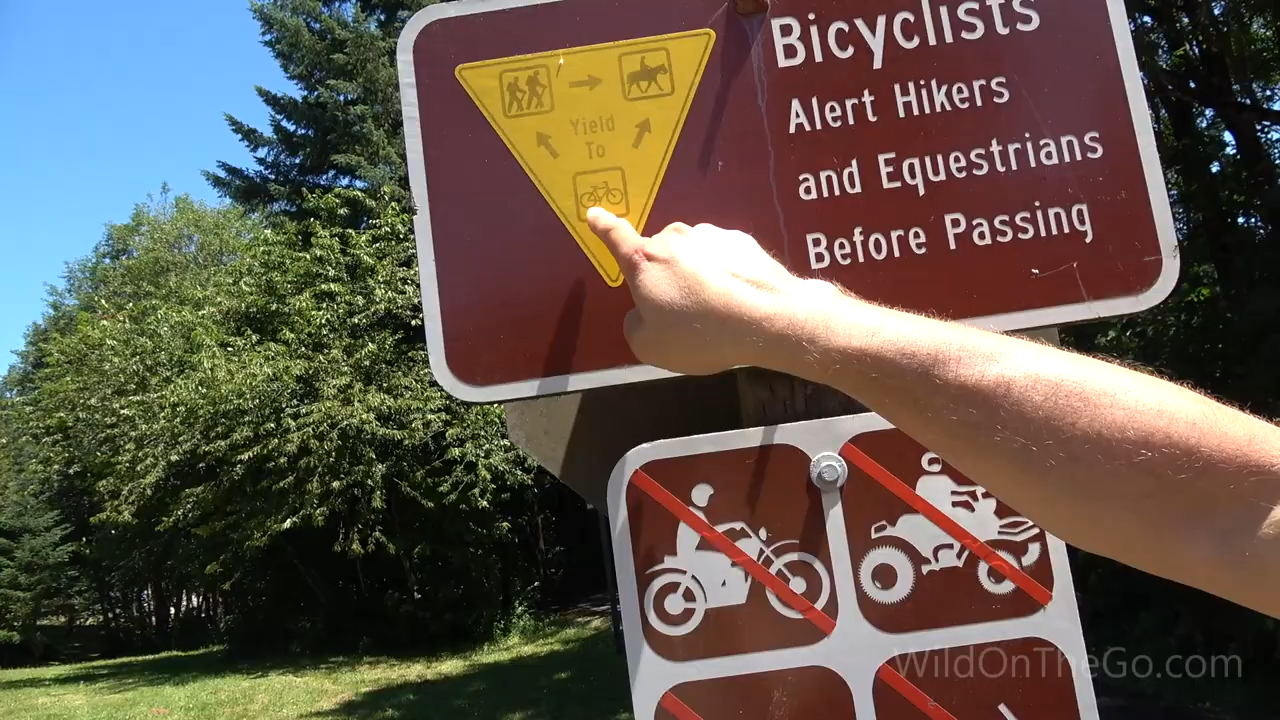 Bicyclists
Alert Hikers
and Equestrians
Before Passing
Yield
To
WildOnTheGo.com